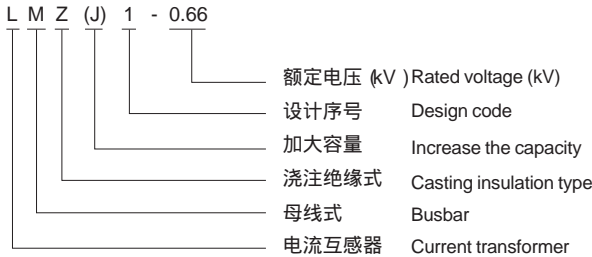 L M Z (J) 1 - 0.66
额定电压 (kV) Rated voltage (kV)
设计序号 Design code
加大容量 Increase the capacity
浇注绝缘式 Casting insulation type
母线式 Busbar
电流互感器 Current transformer